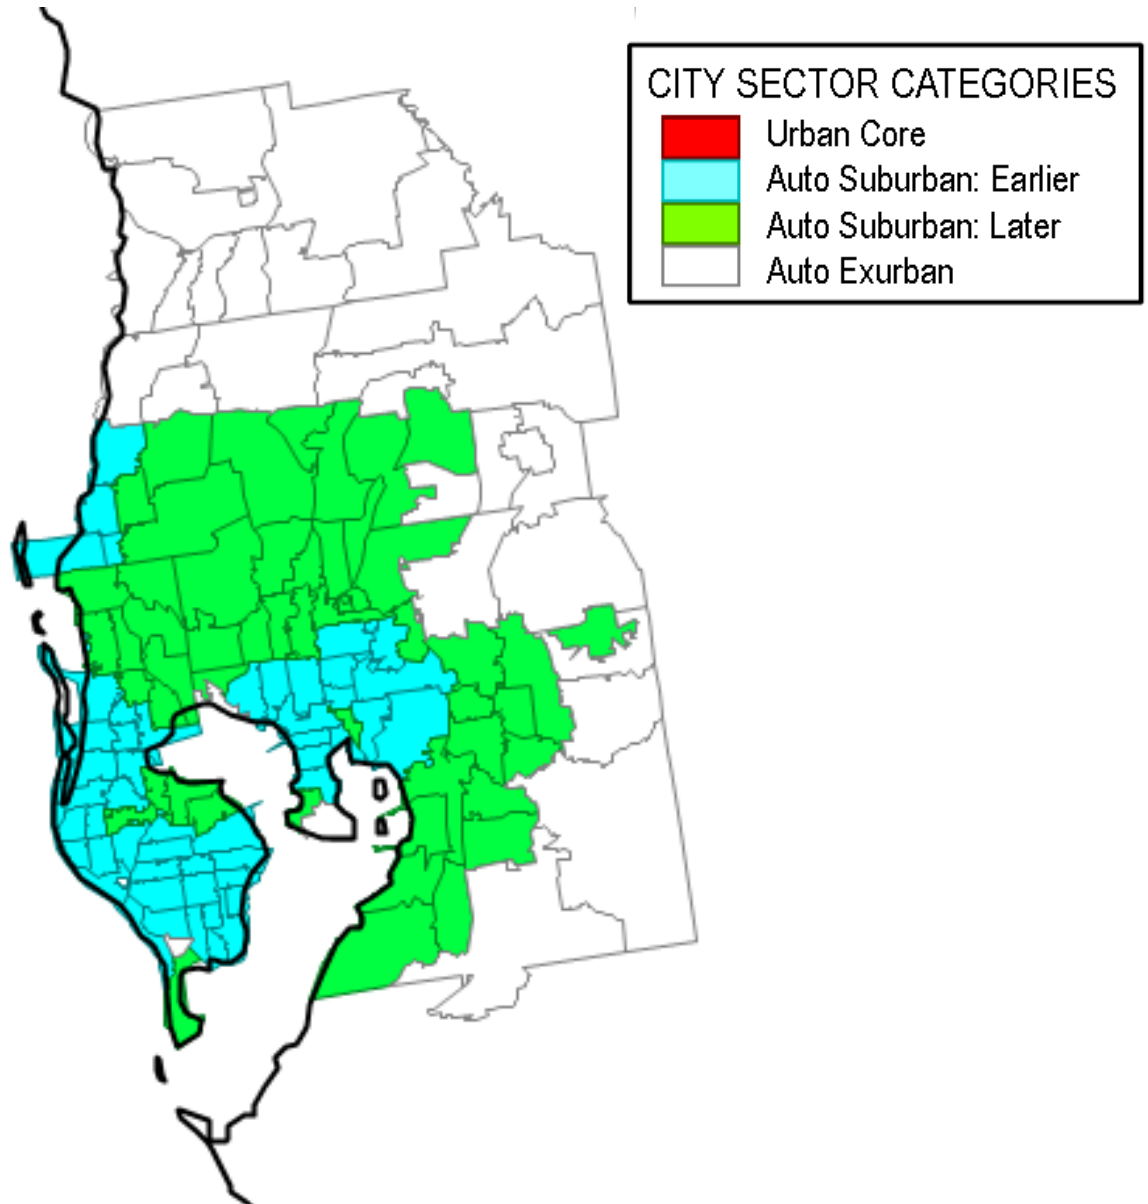 CITY SECTOR CATEGORIES
Urban Core
Auto Suburban: Earlier
Auto Suburban: Later
Auto Exurban